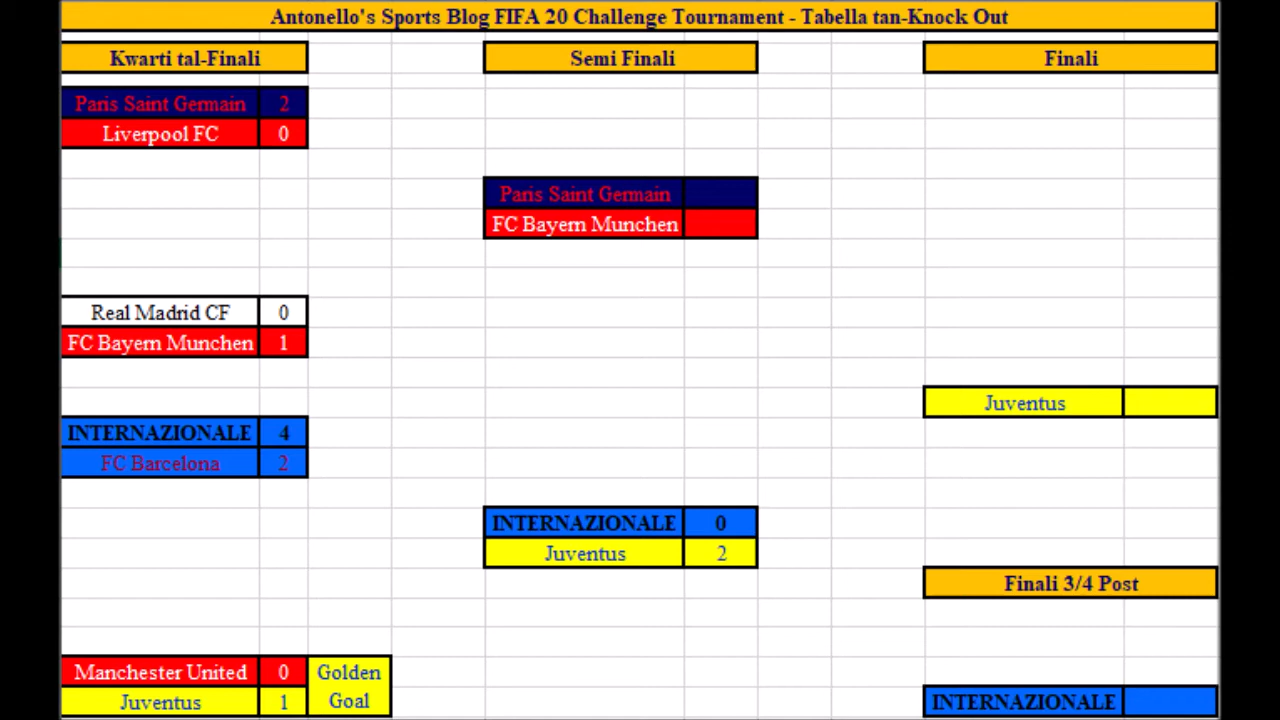 Antonello's Sports Blog FIFA 20 Challenge Tournament - Tabella tan-Knock Out
Kwarti tal-Finali
Semi Finali
Finali
Paris Saint Germain 2
Liverpool FC 0
Paris Saint Germain
FC Bayern Munchen
Real Madrid CF 0
FC Bayern Munchen 1
Juventus
INTERNAZIONALE 4
FC Barcelona 2
INTERNAZIONALE 0
Juventus 2
Finali 3/4 Post
Manchester United 0
Juventus 1
Golden
Goal
INTERNAZIONALE